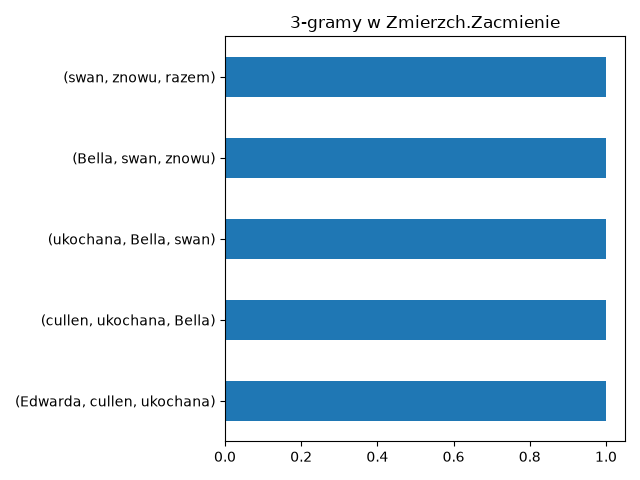 3-gramy w Zmierzch.Zacmienie
(swan, znowu, razem)
(Bella, swan, znowu)
(ukochana, Bella, swan)
(cullen, ukochana, Bella)
(Edwarda, cullen, ukochana)
0.0 0.2 0.4 0.6 0.8 1.0